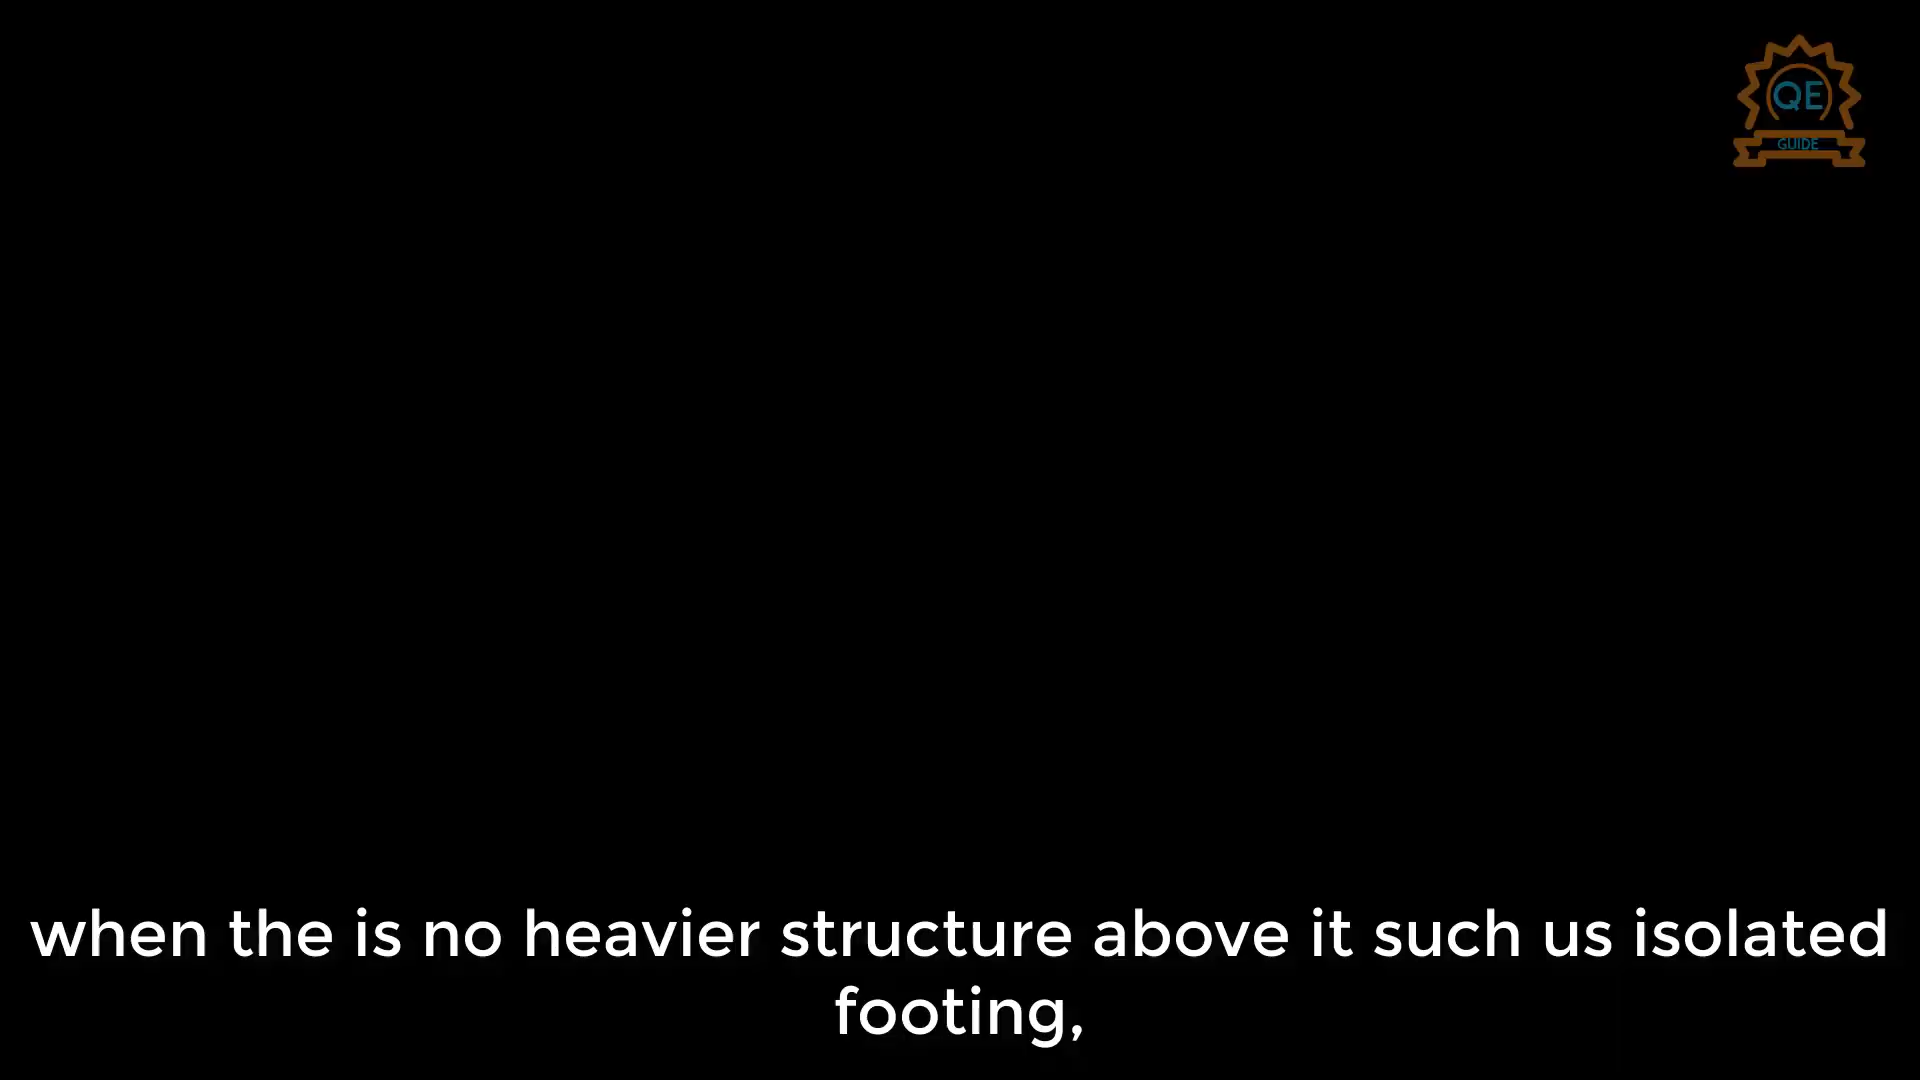 QE
GUIDE
when the is no heavier structure above it such us isolated
footing,